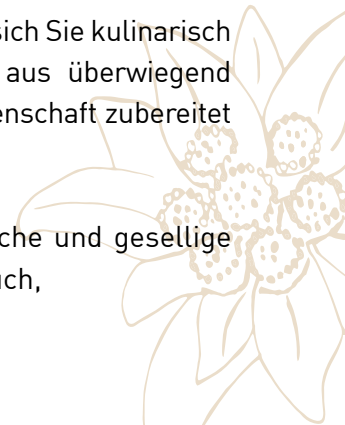 sich Sie kulinarisch
aus überwiegend
enschaft zubereitet
che und gesellige
uch,